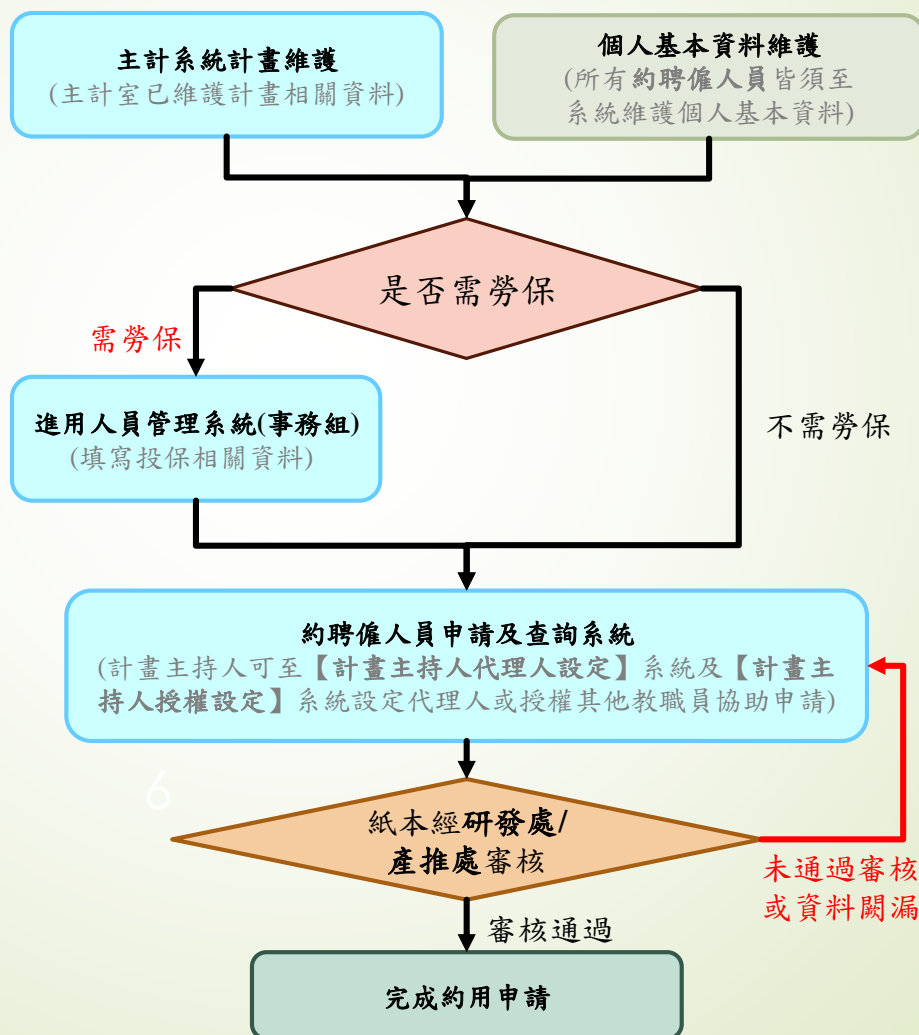 主計系統計畫維護
(主計室已維護計畫相關資料)
個人基本資料維護
(所有約聘僱人員皆須至
系統維護個人基本資料)
是否需勞保
需勞保
進用人員管理系統(事務組)
(填寫投保相關資料)
不需勞保
約聘僱人員申請及查詢系統
(計畫主持人可至【計畫主持人代理人設定】系統及【計畫主
持人授權設定】系統設定代理人或授權其他教職員協助申請)
6
紙本經研發處/
產推處審核
未通過審核
或資料闕漏
審核通過
完成約用申請